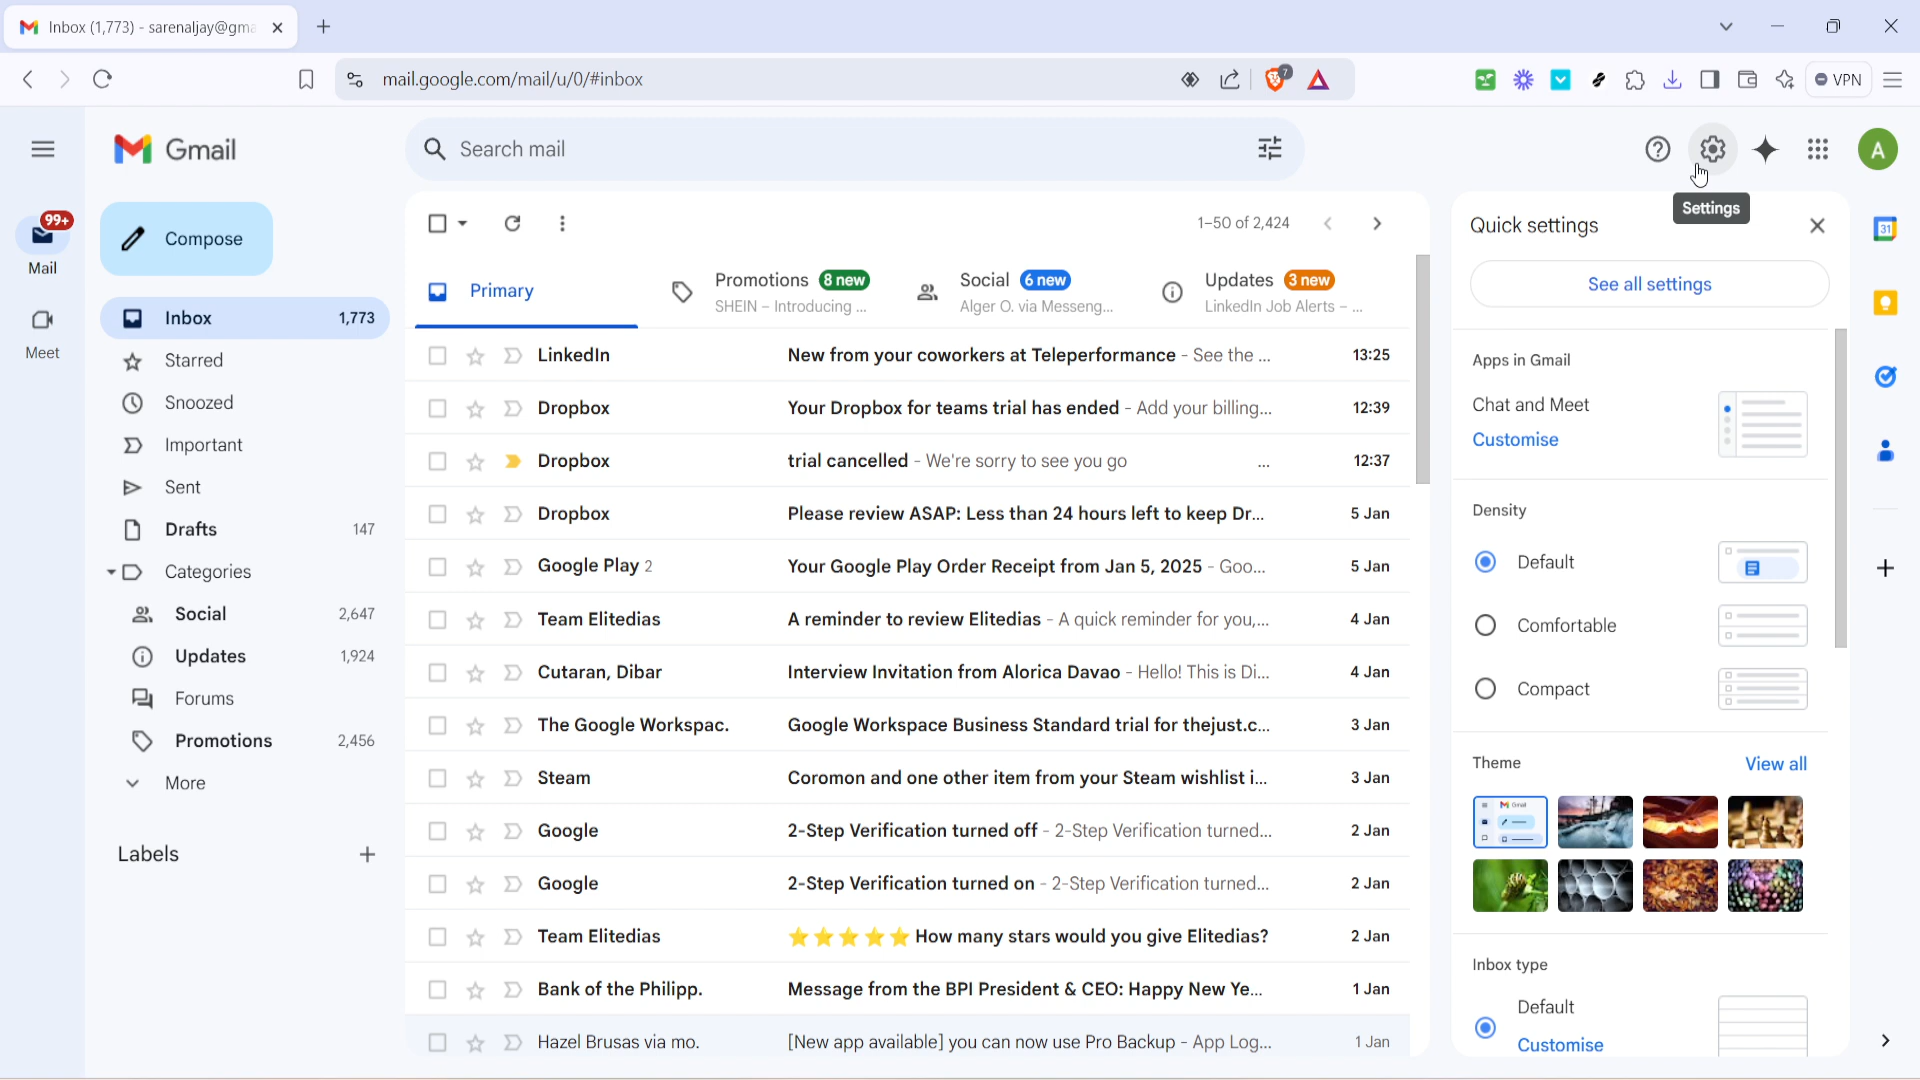 Inbox (1,773) - sarenaljay@gma
mail.google.com/mail/u/0/#inbox
7
VPN
Gmail
Search mail
A
Settings
99+
Mail
Meet
Compose
Inbox 1,773
Starred
Snoozed
Important
Sent
Drafts 147
Categories
Social 2,647
Updates 1,924
Forums
Promotions 2,456
More
Labels
1–50 of 2,424
Primary
Promotions 8 new
SHEIN – Introducing ...
Social 6 new
Alger O. via Messeng...
Updates 3 new
LinkedIn Job Alerts – ...
LinkedIn New from your coworkers at Teleperformance - See the ... 13:25
Dropbox Your Dropbox for teams trial has ended - Add your billing... 12:39
Dropbox trial cancelled - We're sorry to see you go ... 12:37
Dropbox Please review ASAP: Less than 24 hours left to keep Dr... 5 Jan
Google Play 2 Your Google Play Order Receipt from Jan 5, 2025 - Goo... 5 Jan
Team Elitedias A reminder to review Elitedias - A quick reminder for you,... 4 Jan
Cutaran, Dibar Interview Invitation from Alorica Davao - Hello! This is Di... 4 Jan
The Google Workspac. Google Workspace Business Standard trial for thejust.c... 3 Jan
Steam Coromon and one other item from your Steam wishlist i... 3 Jan
Google 2-Step Verification turned off - 2-Step Verification turned... 2 Jan
Google 2-Step Verification turned on - 2-Step Verification turned... 2 Jan
Team Elitedias ⭐⭐⭐⭐⭐ How many stars would you give Elitedias? 2 Jan
Bank of the Philipp. Message from the BPI President & CEO: Happy New Ye... 1 Jan
Hazel Brusas via mo. [New app available] you can now use Pro Backup - App Log... 1 Jan
Quick settings
See all settings
Apps in Gmail
Chat and Meet
Customise
Density
Default
Comfortable
Compact
Theme View all
Gmail
Inbox type
Default
Customise
31